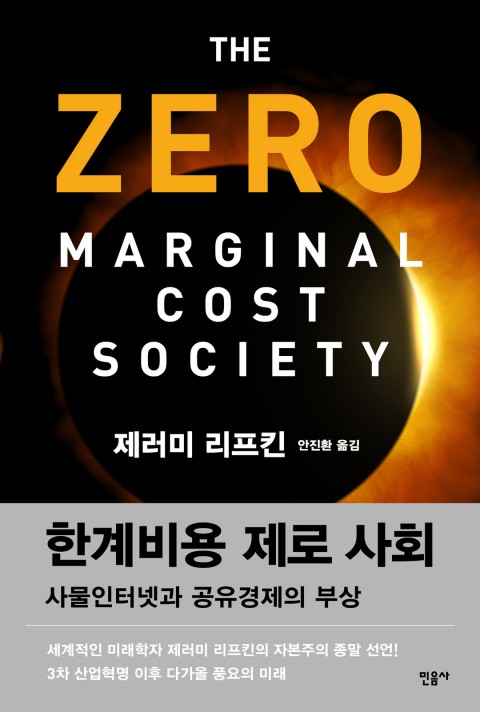 THE
ZERO
MARGINAL
COST
SOCIETY
제러미 리프킨 안진환 옮김
한계비용 제로 사회
사물인터넷과 공유경제의 부상
세계적인 미래학자 제러미 리프킨의 자본주의 종말 선언!
3차 산업혁명 이후 다가올 풍요의 미래
민음사